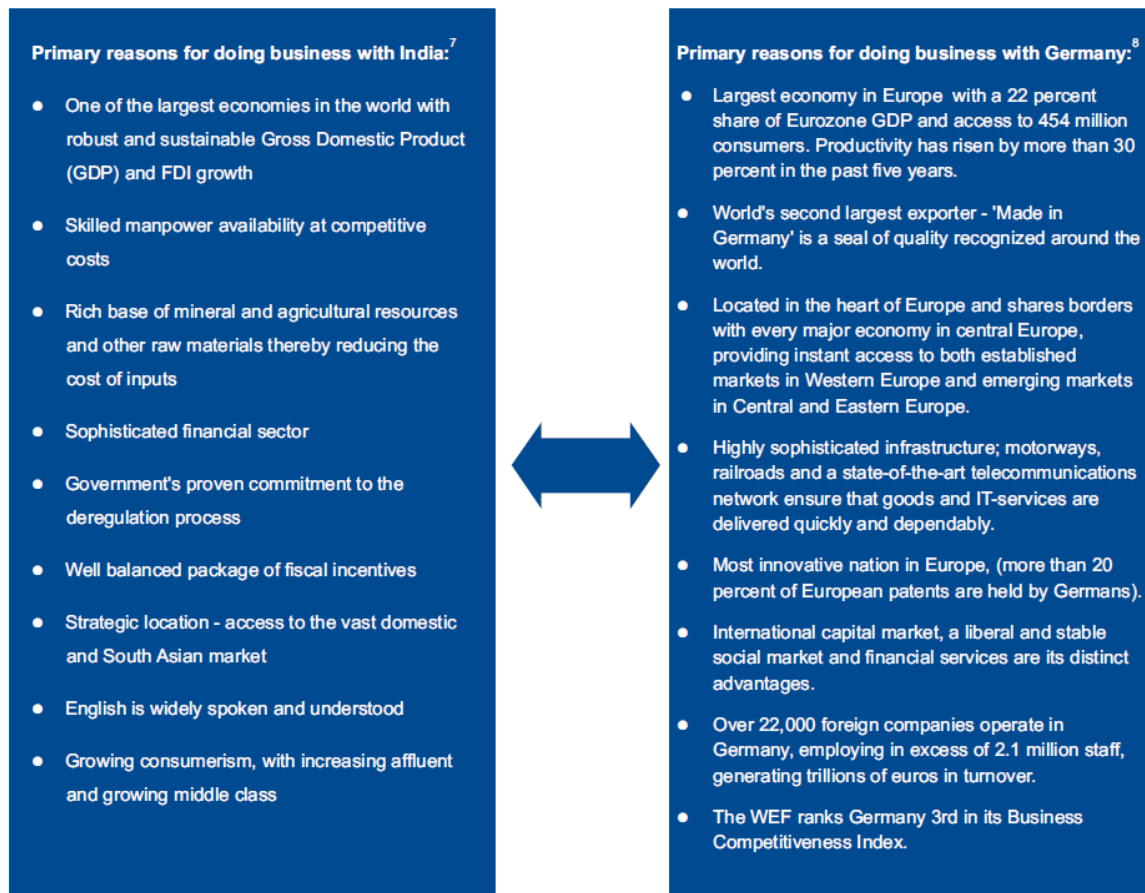 Primary reasons for doing business with India:7
● One of the largest economies in the world with
robust and sustainable Gross Domestic Product
(GDP) and FDI growth
● Skilled manpower availability at competitive
costs
● Rich base of mineral and agricultural resources
and other raw materials thereby reducing the
cost of inputs
● Sophisticated financial sector
● Government's proven commitment to the
deregulation process
● Well balanced package of fiscal incentives
● Strategic location - access to the vast domestic
and South Asian market
● English is widely spoken and understood
● Growing consumerism, with increasing affluent
and growing middle class
Primary reasons for doing business with Germany:8
● Largest economy in Europe with a 22 percent
share of Eurozone GDP and access to 454 million
consumers. Productivity has risen by more than 30
percent in the past five years.
● World's second largest exporter - 'Made in
Germany' is a seal of quality recognized around the
world.
● Located in the heart of Europe and shares borders
with every major economy in central Europe,
providing instant access to both established
markets in Western Europe and emerging markets
in Central and Eastern Europe.
● Highly sophisticated infrastructure; motorways,
railroads and a state-of-the-art telecommunications
network ensure that goods and IT-services are
delivered quickly and dependably.
● Most innovative nation in Europe, (more than 20
percent of European patents are held by Germans).
● International capital market, a liberal and stable
social market and financial services are its distinct
advantages.
● Over 22,000 foreign companies operate in
Germany, employing in excess of 2.1 million staff,
generating trillions of euros in turnover.
● The WEF ranks Germany 3rd in its Business
Competitiveness Index.